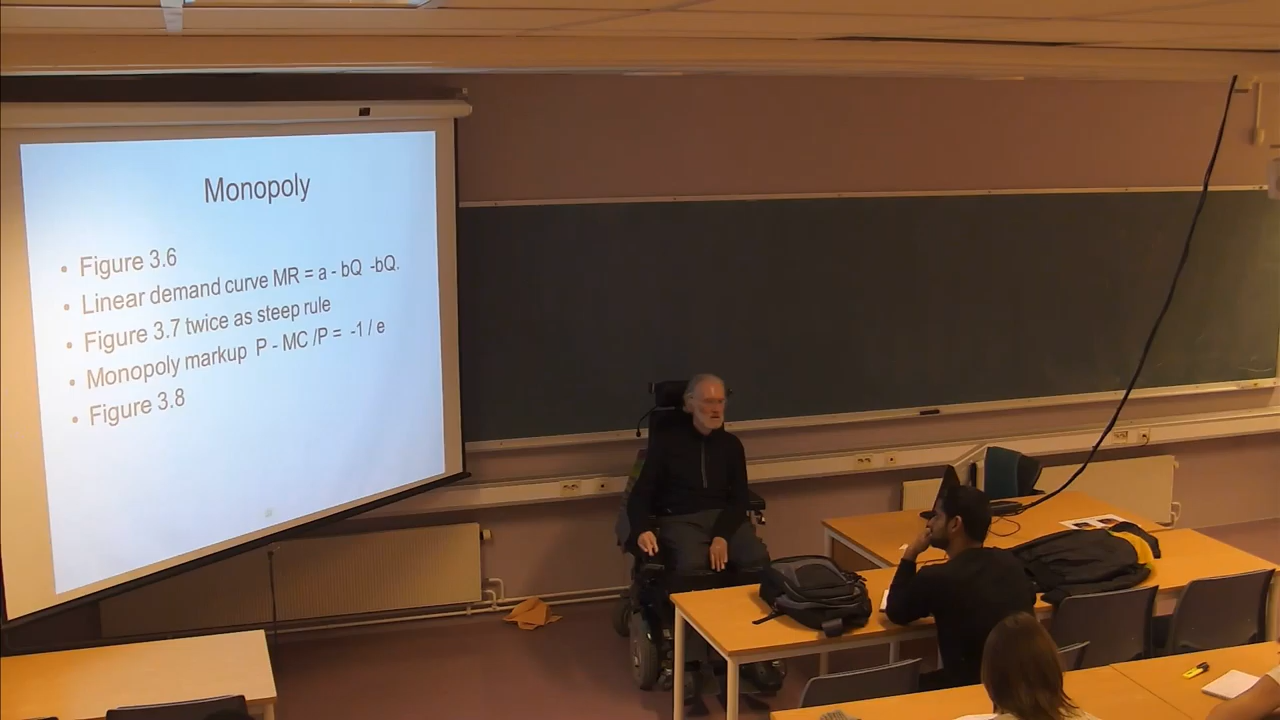 Monopoly
• Figure 3.6
• Linear demand curve MR = a - bQ -bQ.
• Figure 3.7 twice as steep rule
• Monopoly markup P - MC /P = -1 / e
• Figure 3.8